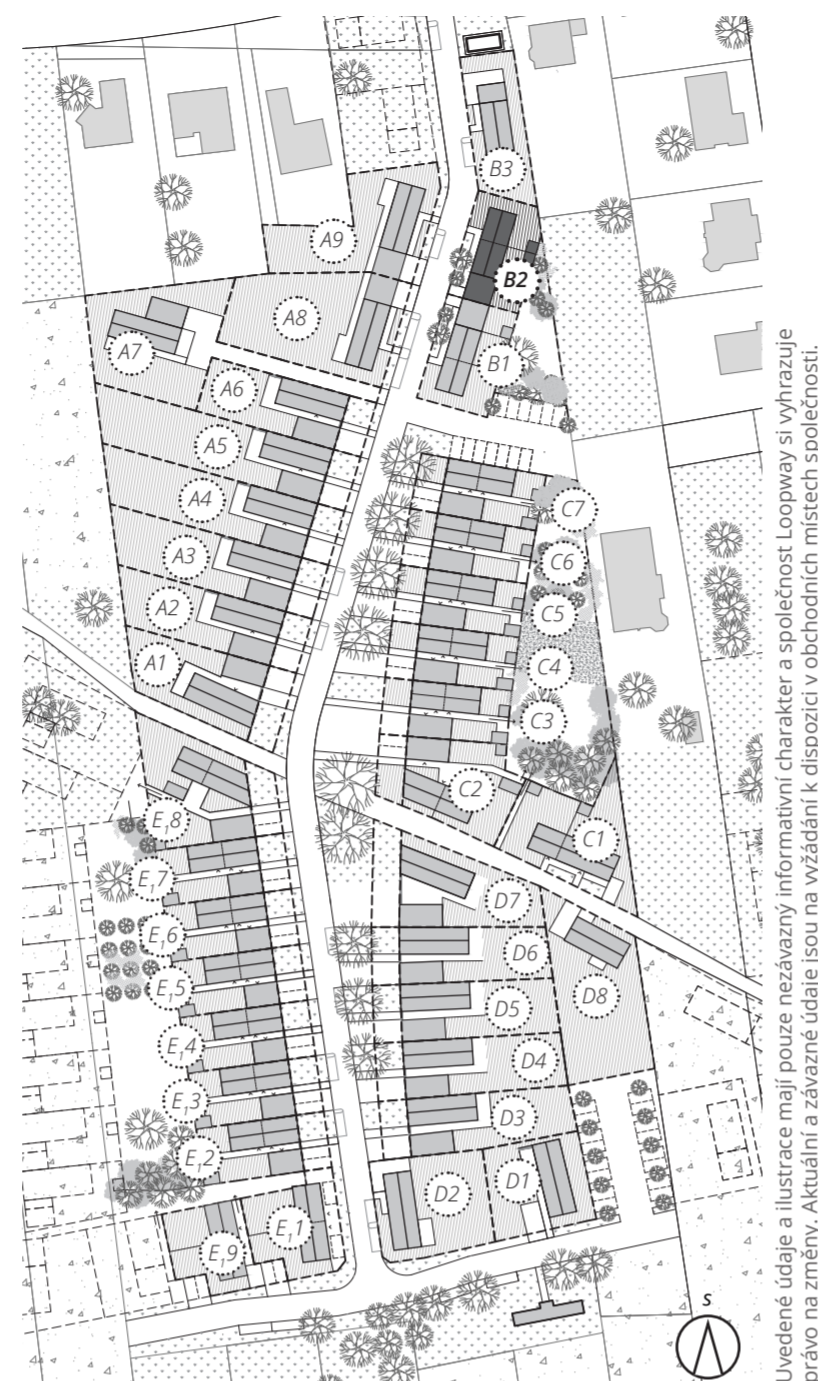 B3
A9
B2
A8
A7
B1
A6
A5
A4
C7
A3
C6
A2
C5
A1
C4
C3
C2
E₁8
C1
E₁7
D7
E₁6
D6
E₁5
D8
D5
E₁4
D4
E₁3
D3
E₁2
D1
D2
E₁1
E₁9
S
Uvedené údaje a ilustrace mají pouze nezávazný informativní charakter a společnost Loopway si vyhrazuje
právo na změny. Aktuální a závazné údaje jsou na vyžádání k dispozici v obchodních místech společnosti.